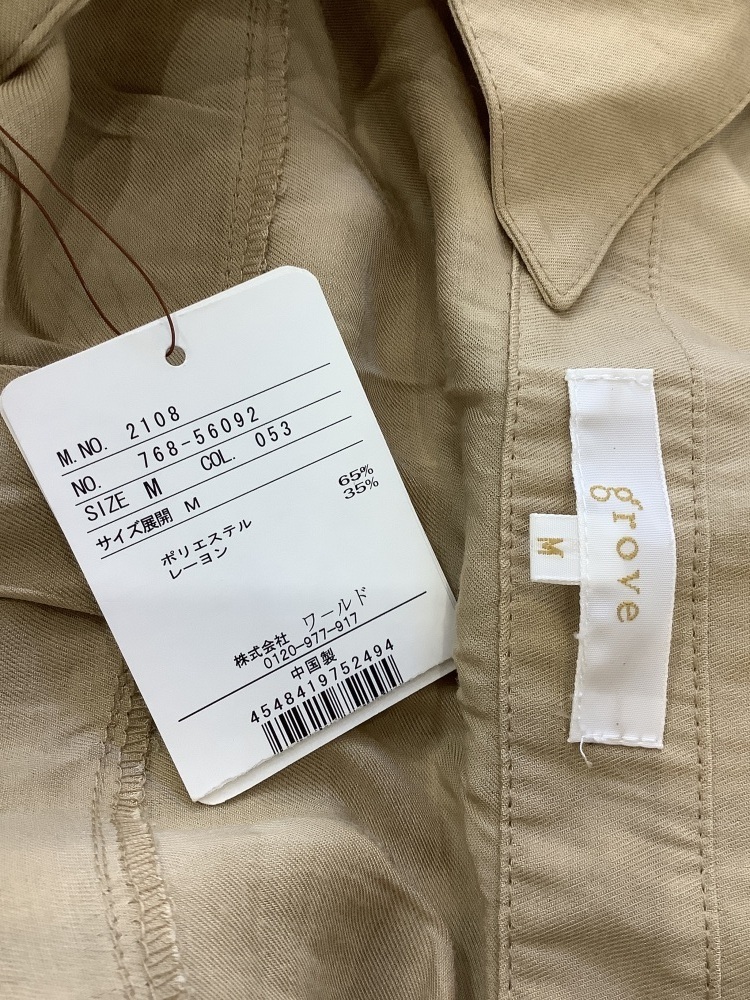 M.NO. 2108
NO. 768-56092
SIZE M COL. 053
サイズ展開 M
ポリエステル 65%
レーヨン 35%
株式会社 ワールド
0120-977-917
中国製
4548419752494
grove
M